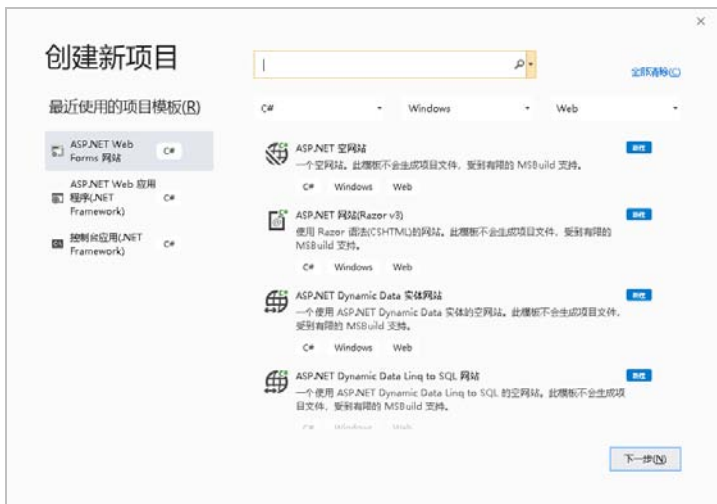 创建新项目
全部清除(C)
最近使用的项目模板(R)
C#
Windows
Web
ASP.NET Web
Forms 网站
C#
ASP.NET Web 应用
程序(.NET
Framework)
C#
控制台应用(.NET
Framework)
C#
ASP.NET 空网站
新建
一个空网站。此模板不会生成项目文件，受到有限的 MSBuild 支持。
C# Windows Web
ASP.NET 网站(Razor v3)
新建
使用 Razor 语法(CSHTML)的网站。此模板不会生成项目文件，受到有限的
MSBuild 支持。
C# Windows Web
ASP.NET Dynamic Data 实体网站
新建
一个使用 ASP.NET Dynamic Data 实体的空网站。此模板不会生成项目文件，
受到有限的 MSBuild 支持。
C# Windows Web
ASP.NET Dynamic Data Linq to SQL 网站
新建
一个使用 ASP.NET Dynamic Data Linq to SQL 的空网站。此模板不会生成项
目文件，受到有限的 MSBuild 支持。
C# Windows Web
下一步(N)